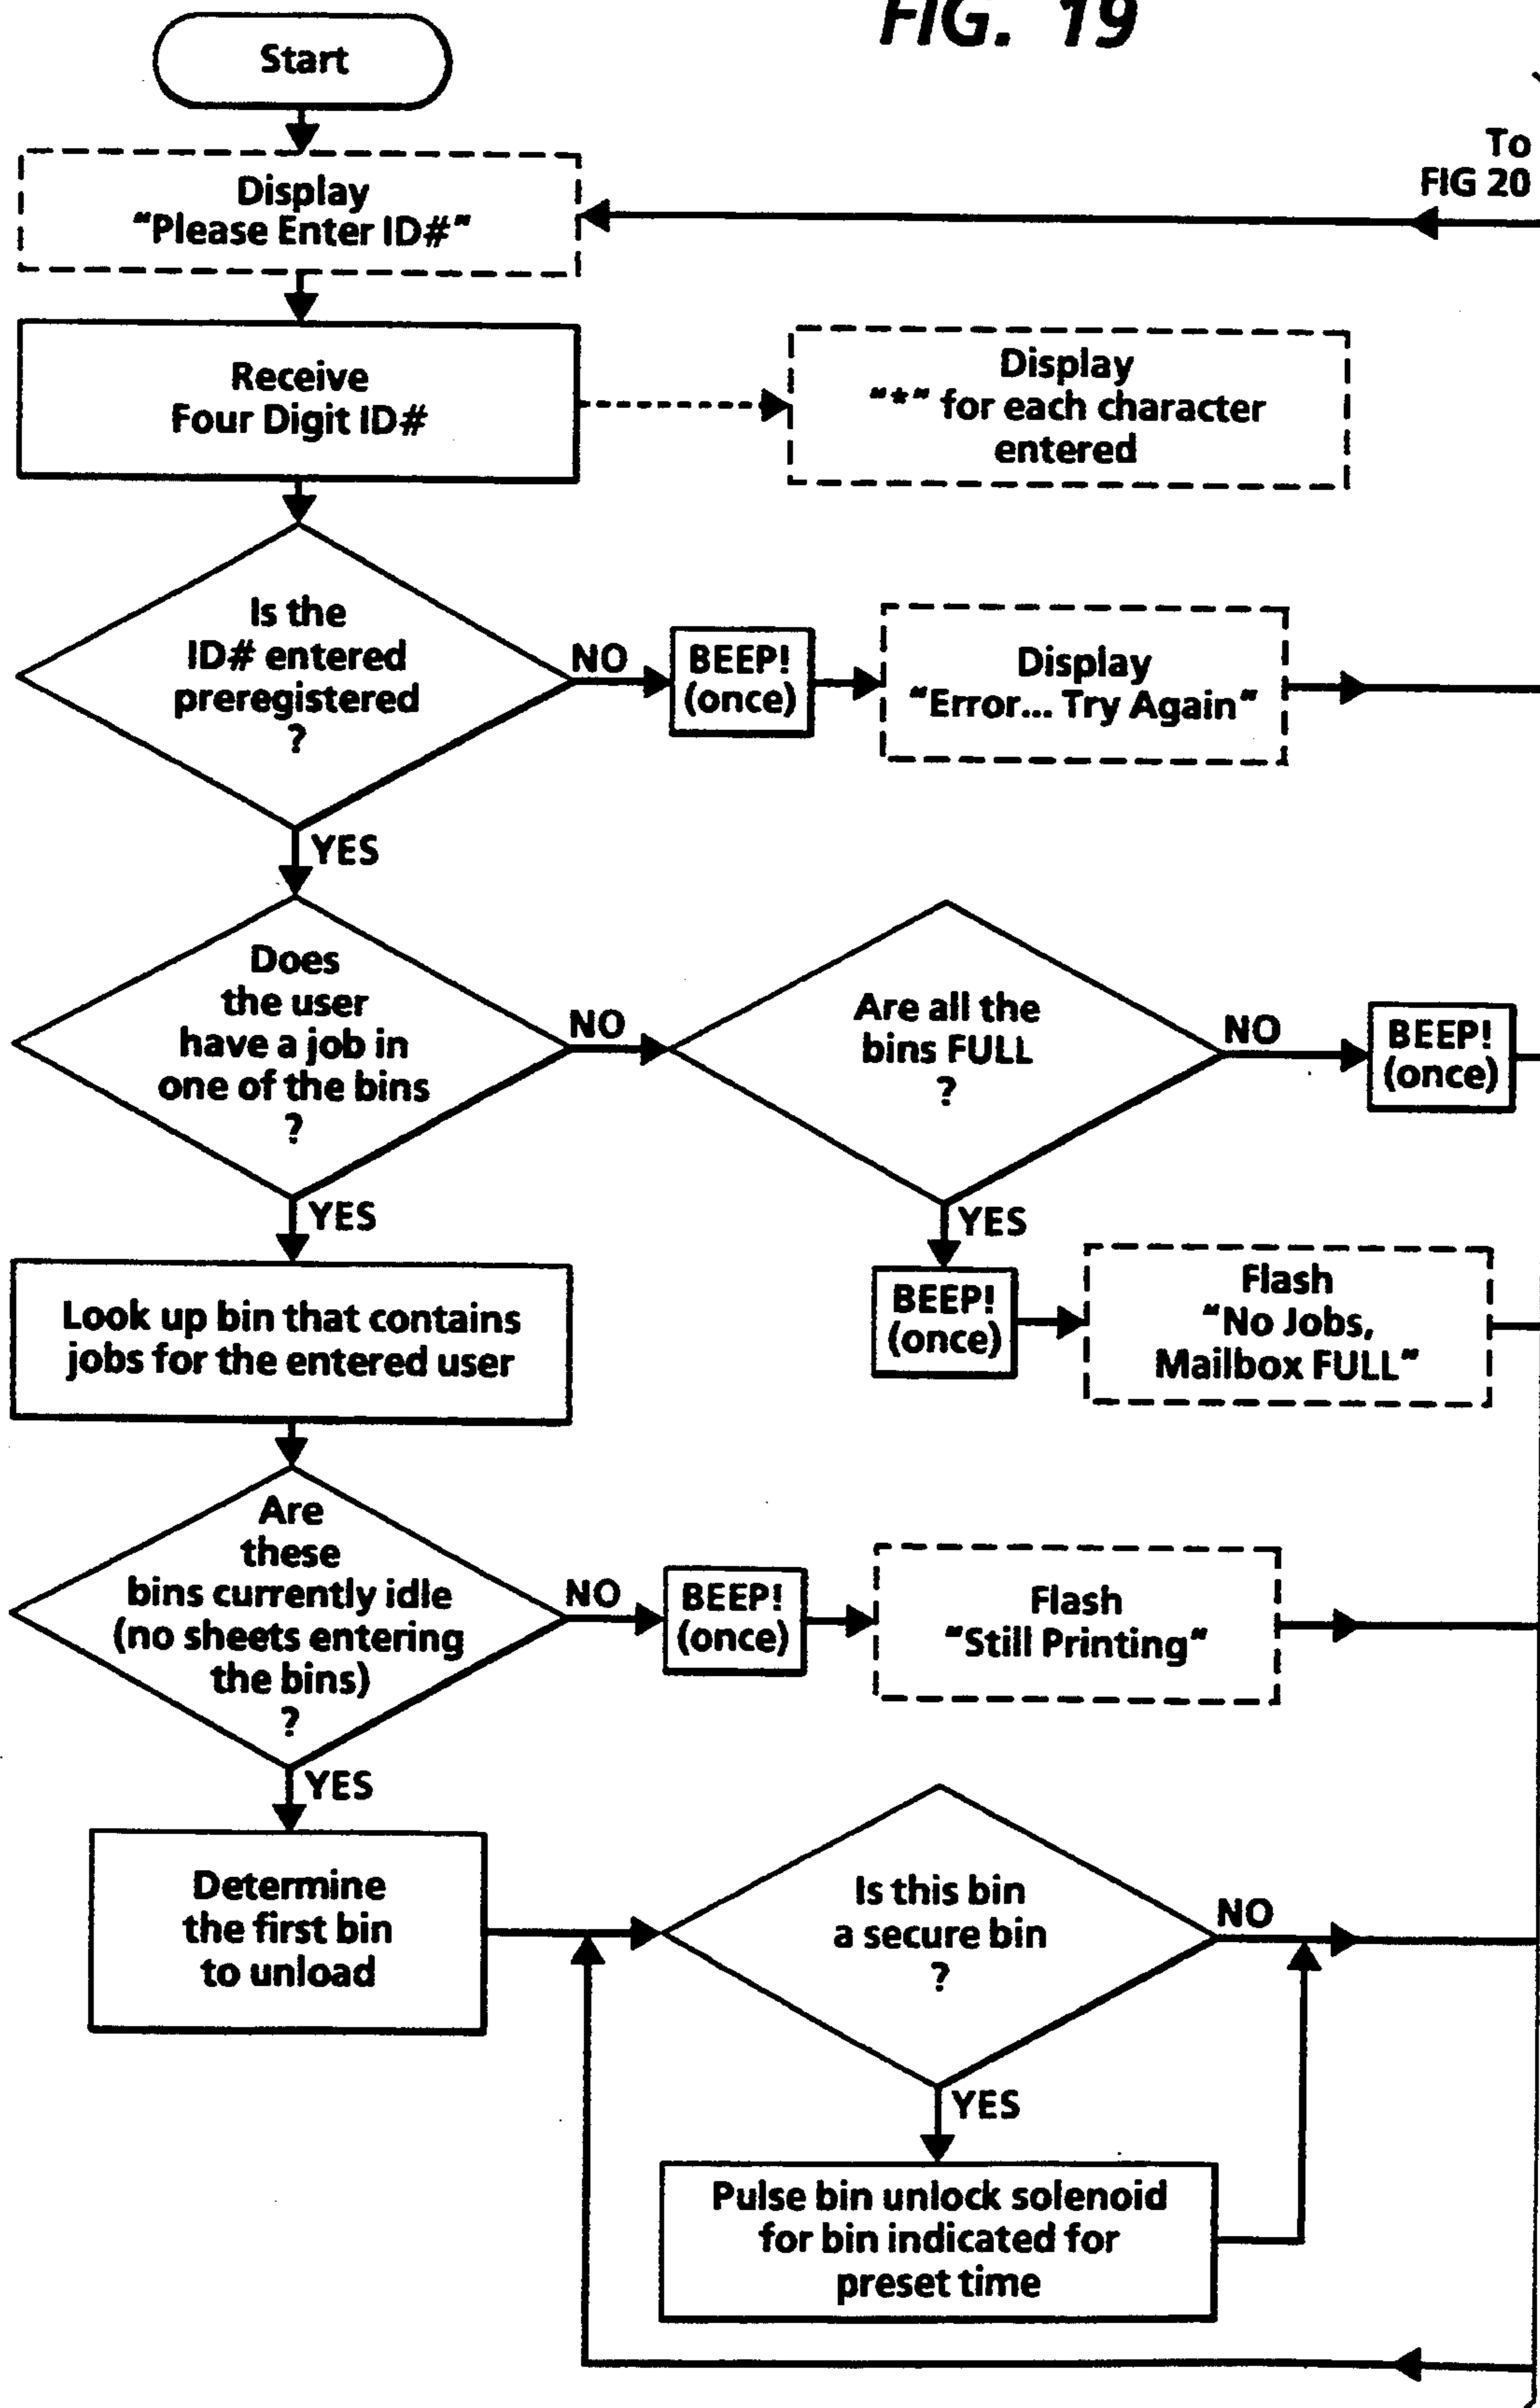 FIG. 19
Start
To
FIG 20
Display
"Please Enter ID#"
Receive
Four Digit ID#
Display
"*" for each character
entered
Is the
ID# entered
preregistered
?
NO
BEEP!
(once)
Display
"Error... Try Again"
YES
Does
the user
have a job in
one of the bins
?
NO
Are all the
bins FULL
?
NO
BEEP!
(once)
YES
YES
Look up bin that contains
jobs for the entered user
BEEP!
(once)
Flash
"No Jobs,
Mailbox FULL"
Are
these
bins currently idle
(no sheets entering
the bins)
?
NO
BEEP!
(once)
Flash
"Still Printing"
YES
Determine
the first bin
to unload
Is this bin
a secure bin
?
NO
YES
Pulse bin unlock solenoid
for bin indicated for
preset time